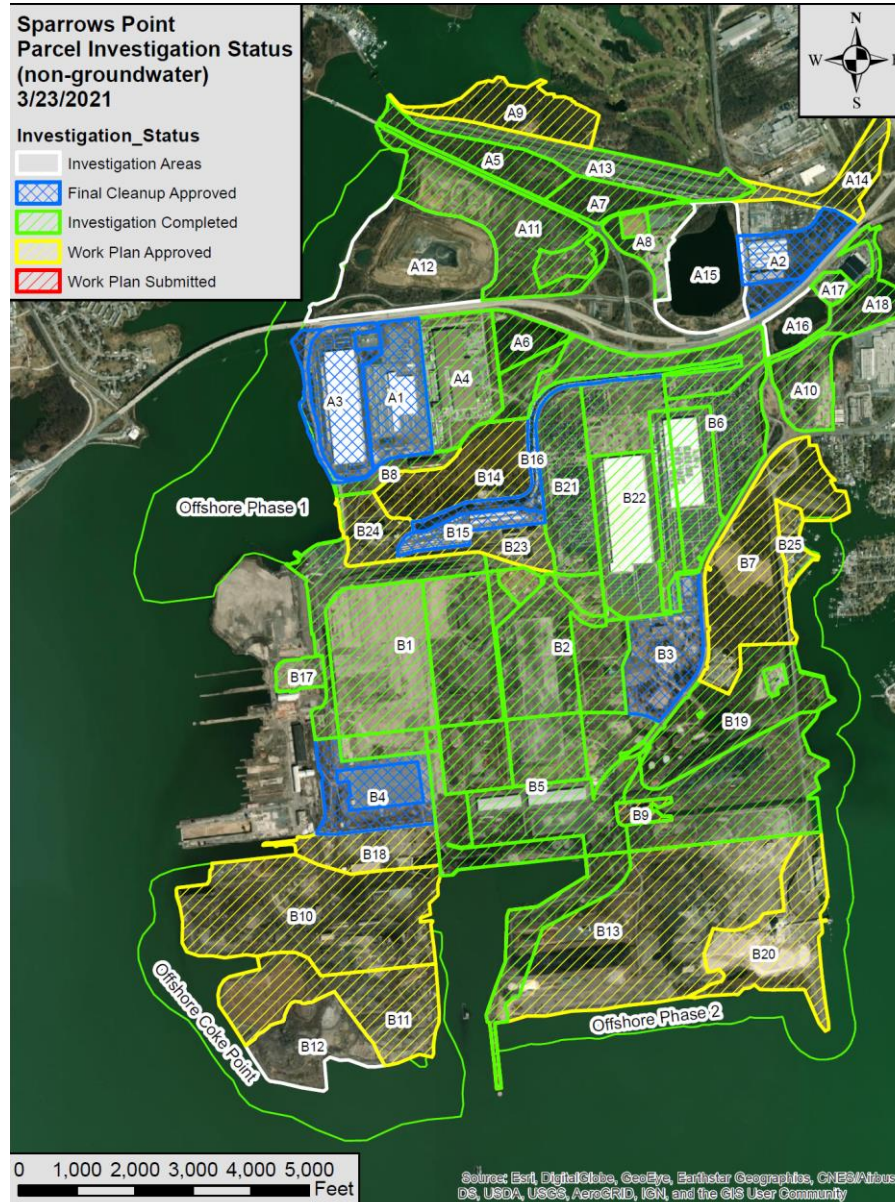 Sparrows Point
Parcel Investigation Status
(non-groundwater)
3/23/2021
Investigation_Status
Investigation Areas
Final Cleanup Approved
Investigation Completed
Work Plan Approved
Work Plan Submitted
N
W
S
A9
A5
A13
A14
A7
A11
A8
A12
A15
A2
A17
A18
A16
A6
A3
A1
A4
A10
B6
B8
B14
B16
B21
B22
Offshore Phase 1
B24
B15
B23
B25
B7
B1
B2
B3
B17
B19
B4
B5
B9
B18
B10
B13
B20
Offshore Coke Point
B11
B12
Offshore Phase 2
0 1,000 2,000 3,000 4,000 5,000
Feet
Source: Esri, DigitalGlobe, GeoEye, Earthstar Geographics, CNES/Airbus
DS, USDA, USGS, AeroGRID, IGN, and the GIS User Community